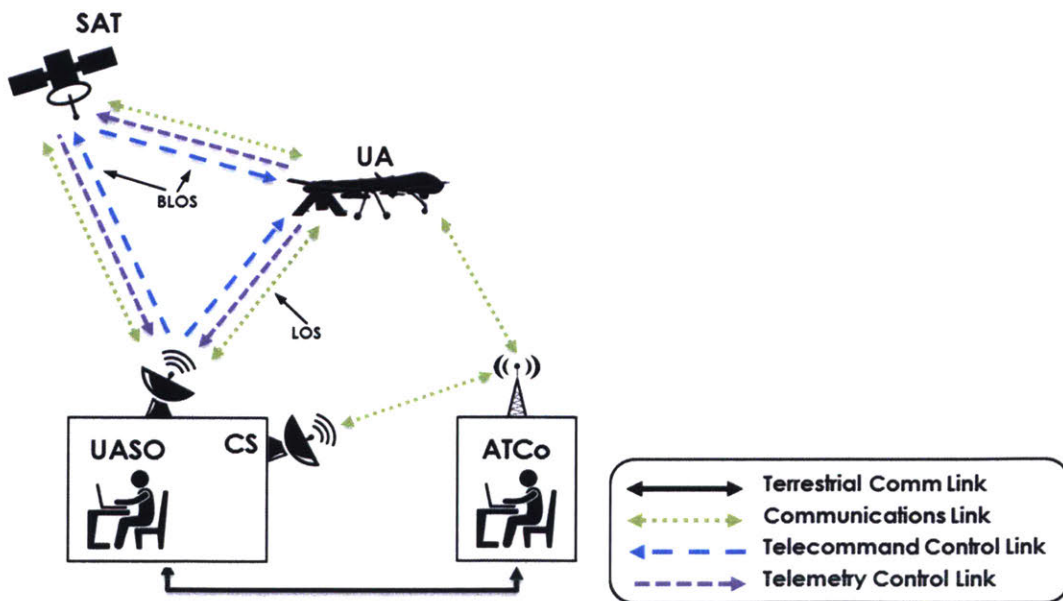 SAT
UA
BLOS
LOS
UASO
CS
ATCo
Terrestrial Comm Link
Communications Link
Telecommand Control Link
Telemetry Control Link